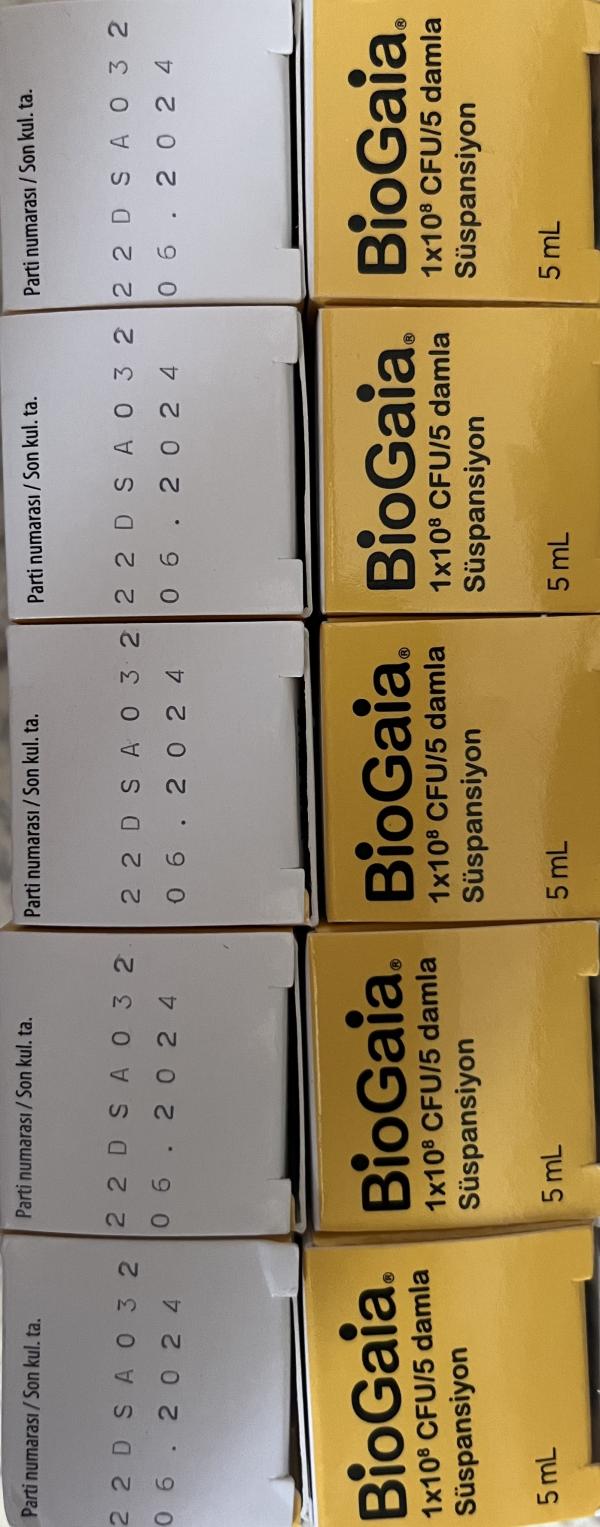 Parti numarası / Son kul. ta.
22DSA032
06.2024
BioGaia®
1x10⁸ CFU/5 damla
Süspansiyon
5 mL
Parti numarası / Son kul. ta.
22DSA032
06.2024
BioGaia®
1x10⁸ CFU/5 damla
Süspansiyon
5 mL
Parti numarası / Son kul. ta.
22DSA032
06.2024
BioGaia®
1x10⁸ CFU/5 damla
Süspansiyon
5 mL
Parti numarası / Son kul. ta.
22DSA032
06.2024
BioGaia®
1x10⁸ CFU/5 damla
Süspansiyon
5 mL
Parti numarası / Son kul. ta.
22DSA032
06.2024
BioGaia®
1x10⁸ CFU/5 damla
Süspansiyon
5 mL